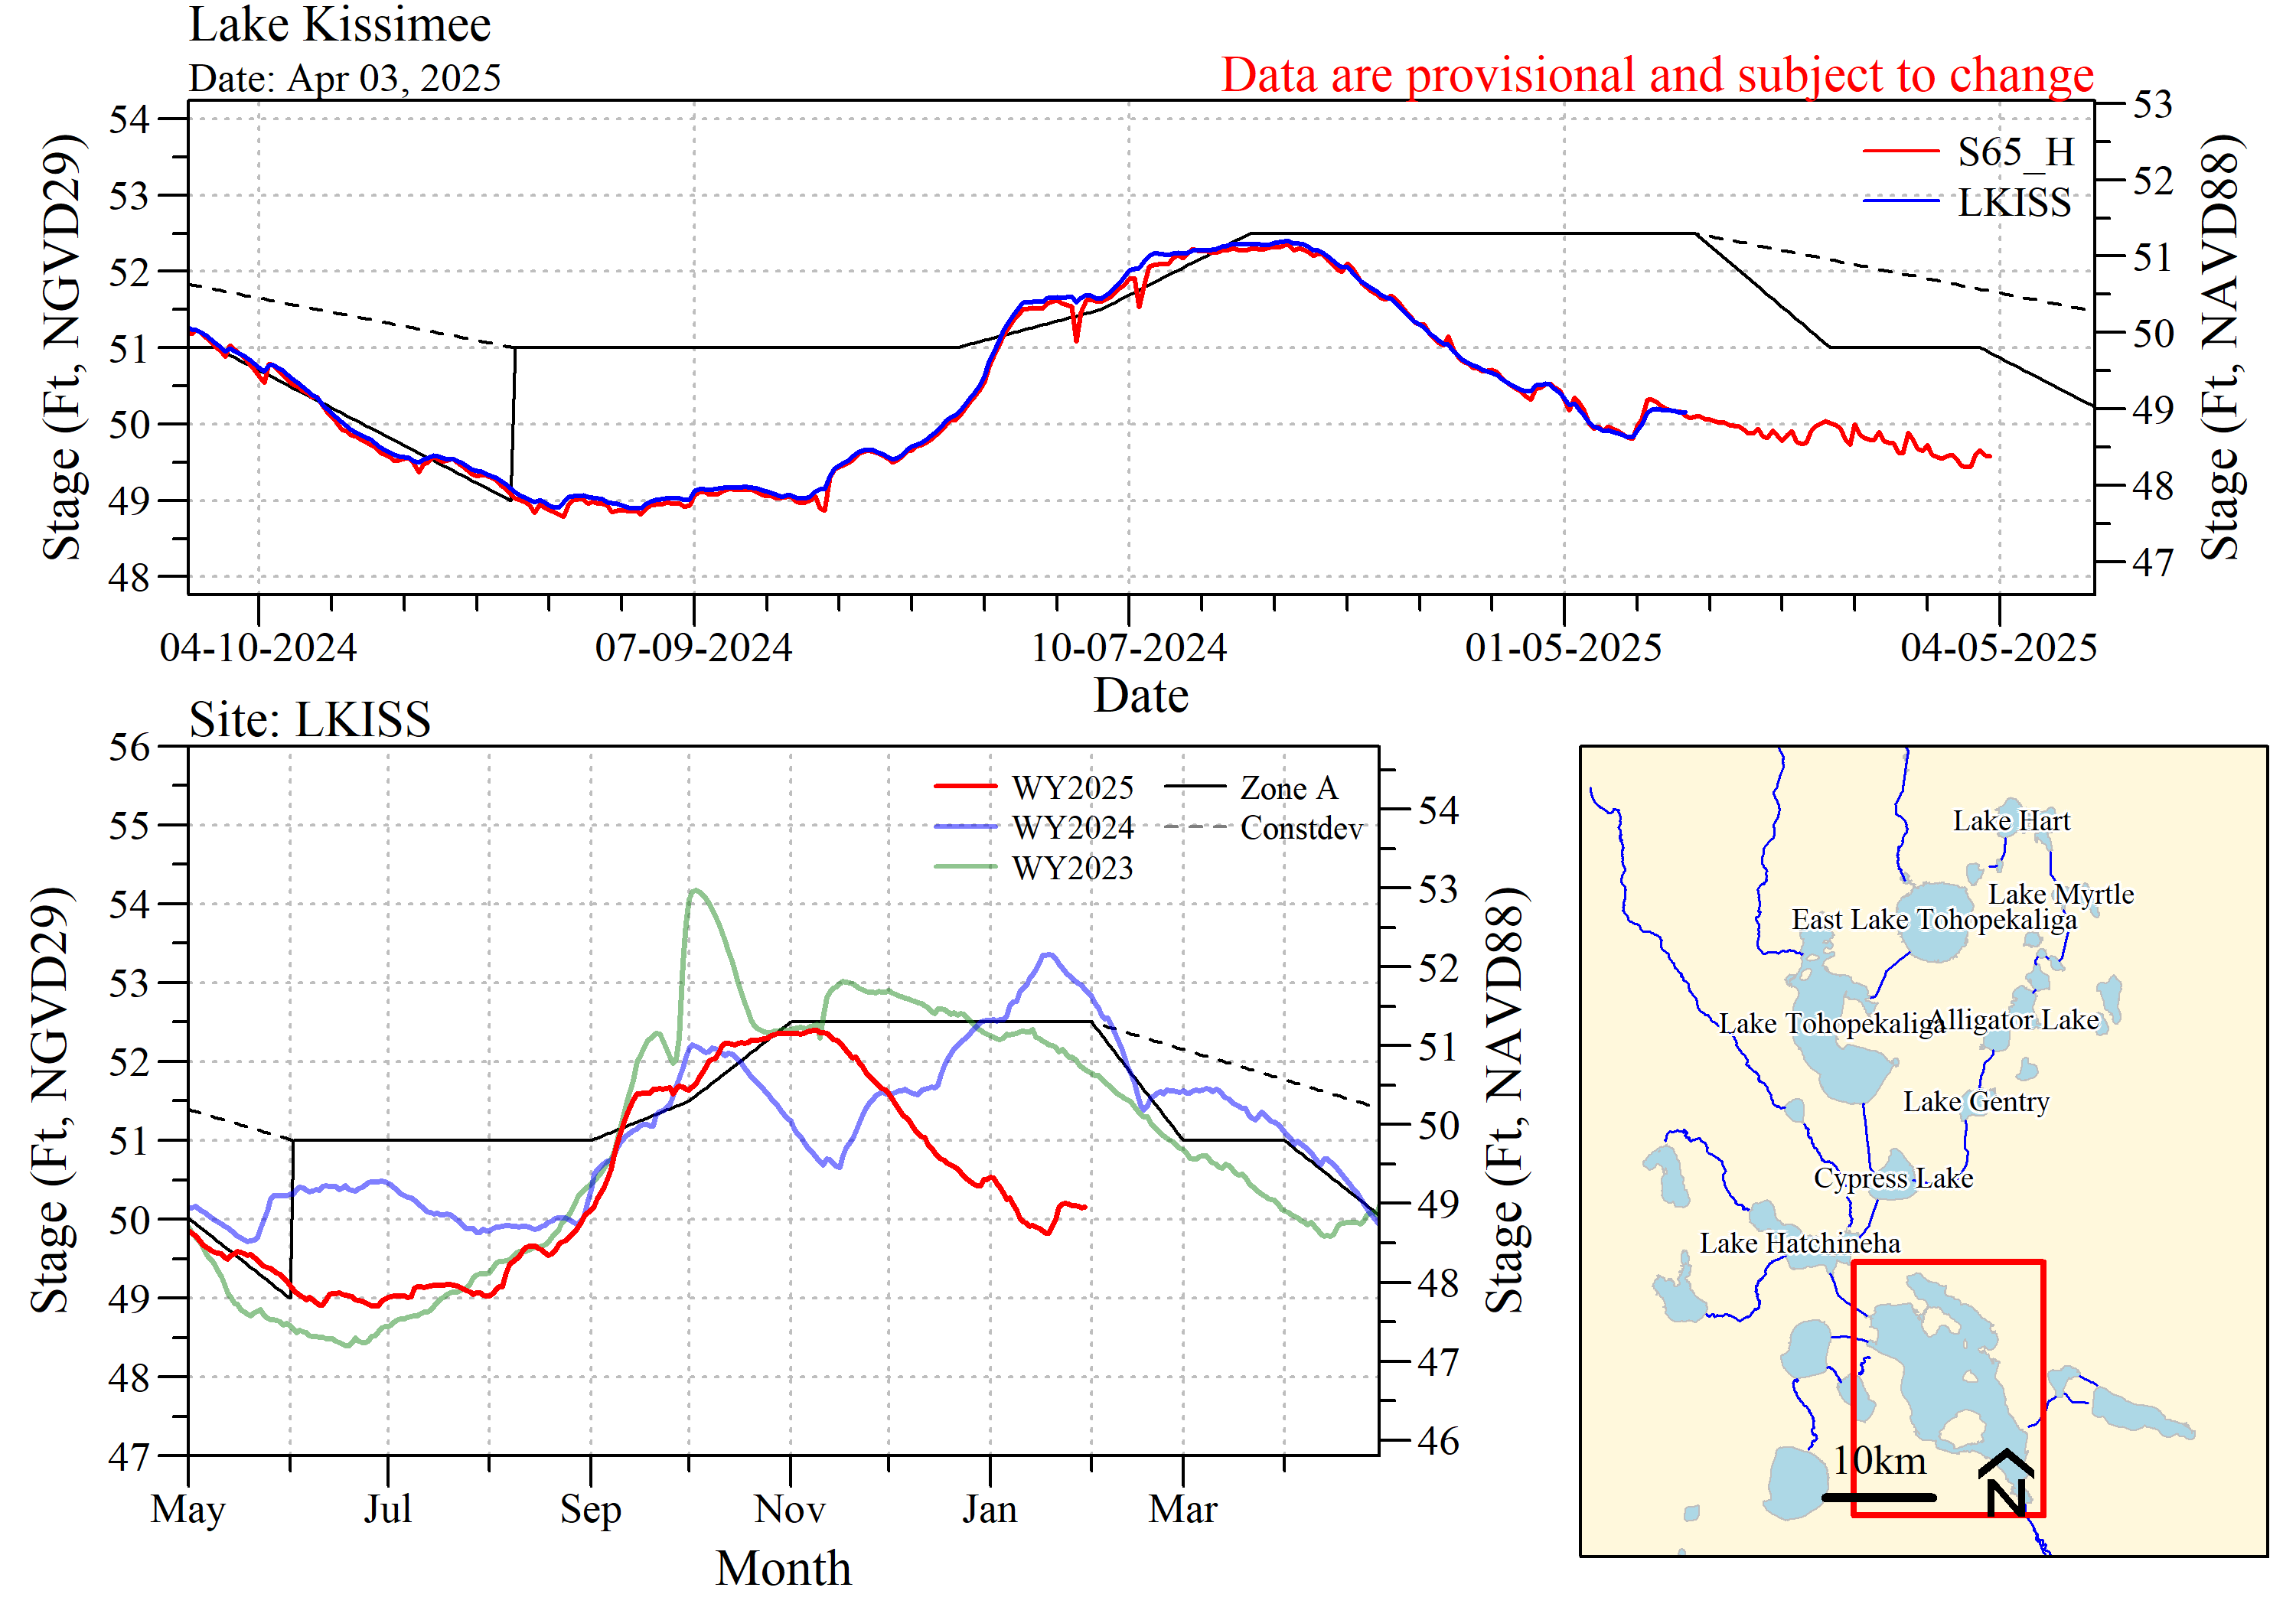 Lake Kissimee
Date: Apr 03, 2025
Data are provisional and subject to change
Stage (Ft, NGVD29)
54
53
52
51
50
49
48
S65_H
LKISS
53
52
51
50
49
48
47
Stage (Ft, NAVD88)
04-10-2024 07-09-2024 10-07-2024 01-05-2025 04-05-2025
Date
Site: LKISS
Stage (Ft, NGVD29)
56
55
54
53
52
51
50
49
48
47
WY2025 Zone A
WY2024 Constdev
WY2023
54
53
52
51
50
49
48
47
46
Stage (Ft, NAVD88)
May Jul Sep Nov Jan Mar
Month
Lake Hart
Lake Myrtle
East Lake Tohopekaliga
Lake Tohopekaliga
Alligator Lake
Lake Gentry
Cypress Lake
Lake Hatchineha
10km
N